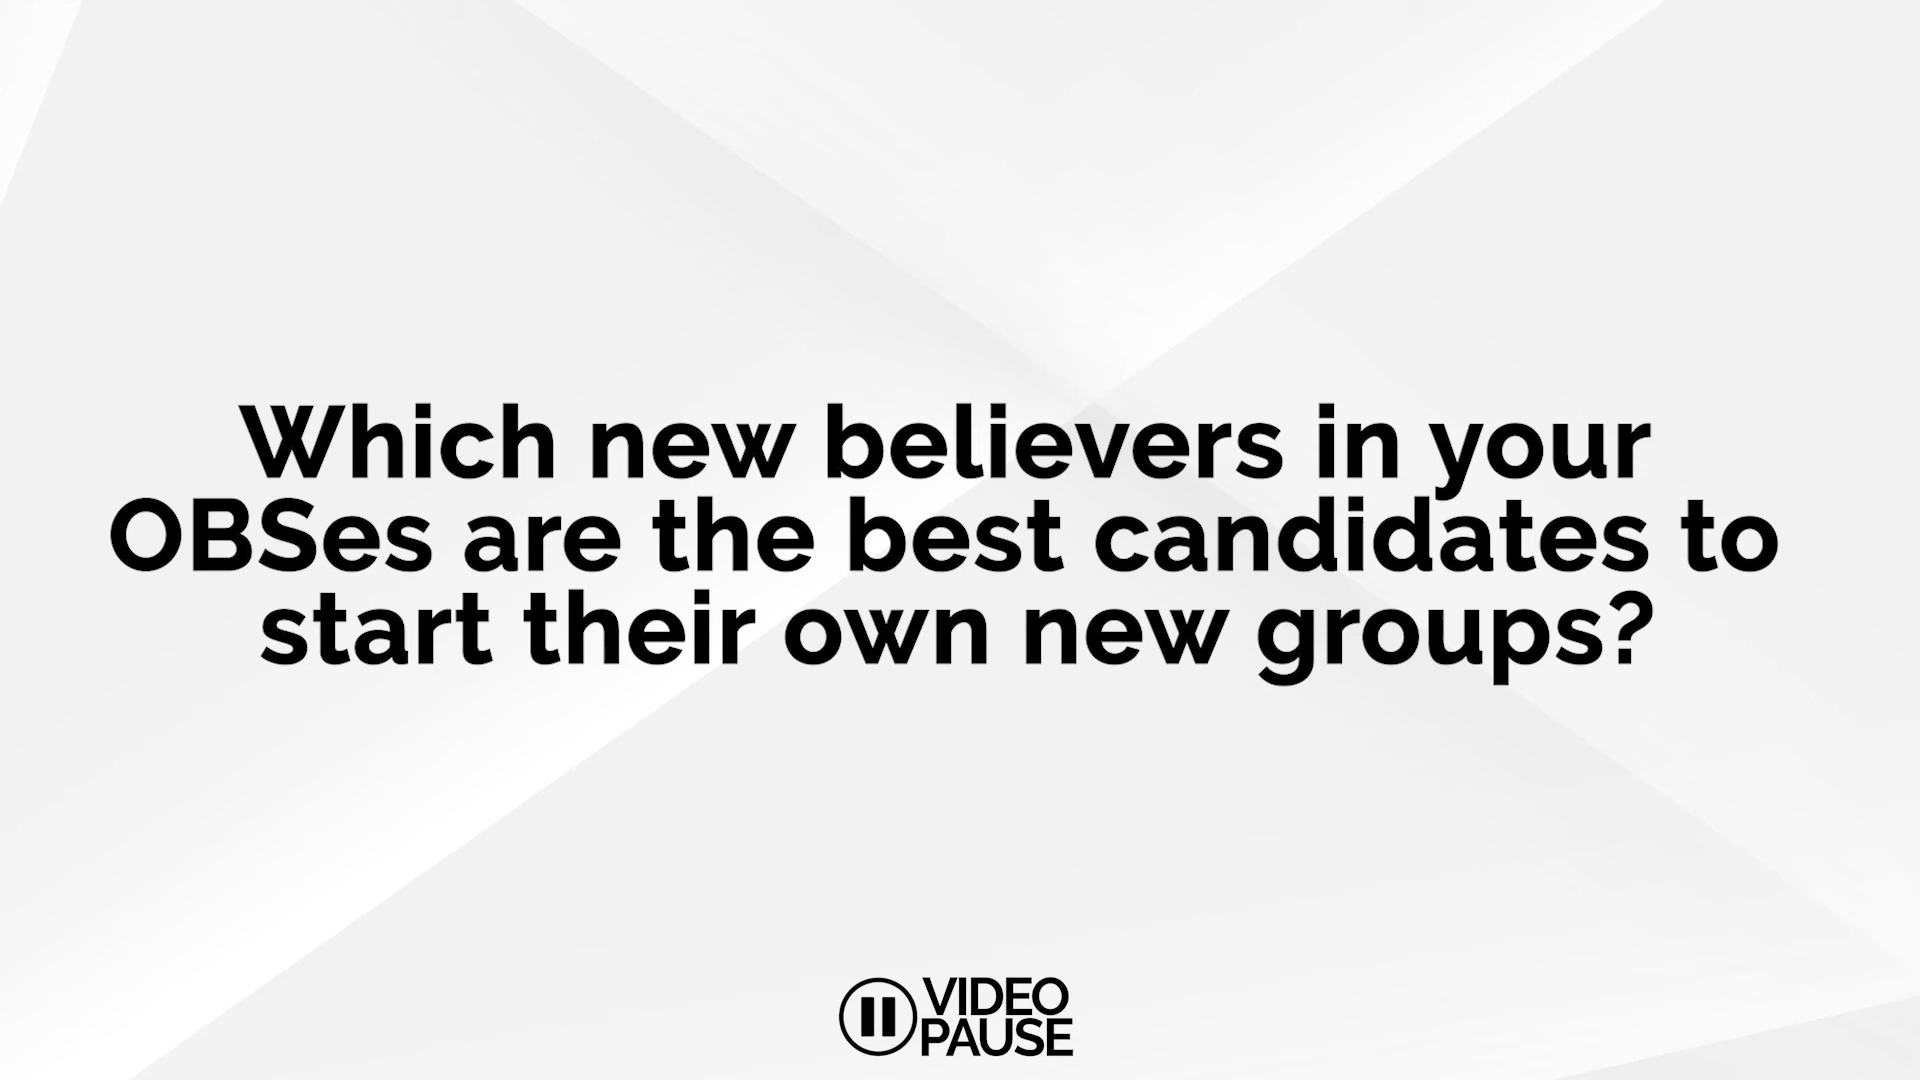 Which new believers in your
OBSes are the best candidates to
start their own new groups?
VIDEO
PAUSE